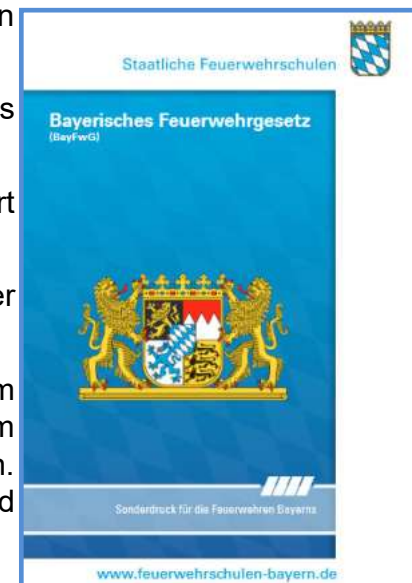 Staatliche Feuerwehrschulen
Bayerisches Feuerwehrgesetz
(BayFwG)
Sonderdruck für die Feuerwehren Bayerns
www.feuerwehrschulen-bayern.de